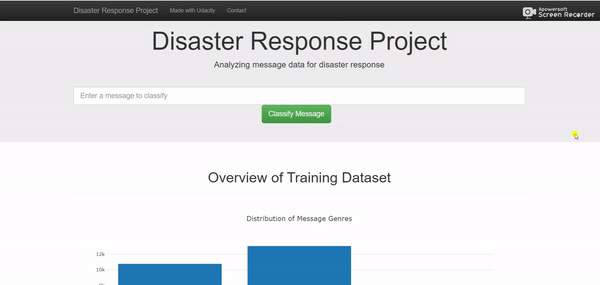 Disaster Response Project Made with Udacity Contact
Apowersoft
Screen Recorder
Disaster Response Project
Analyzing message data for disaster response
Enter a message to classify
Classify Message
Overview of Training Dataset
Distribution of Message Genres
12k
10k